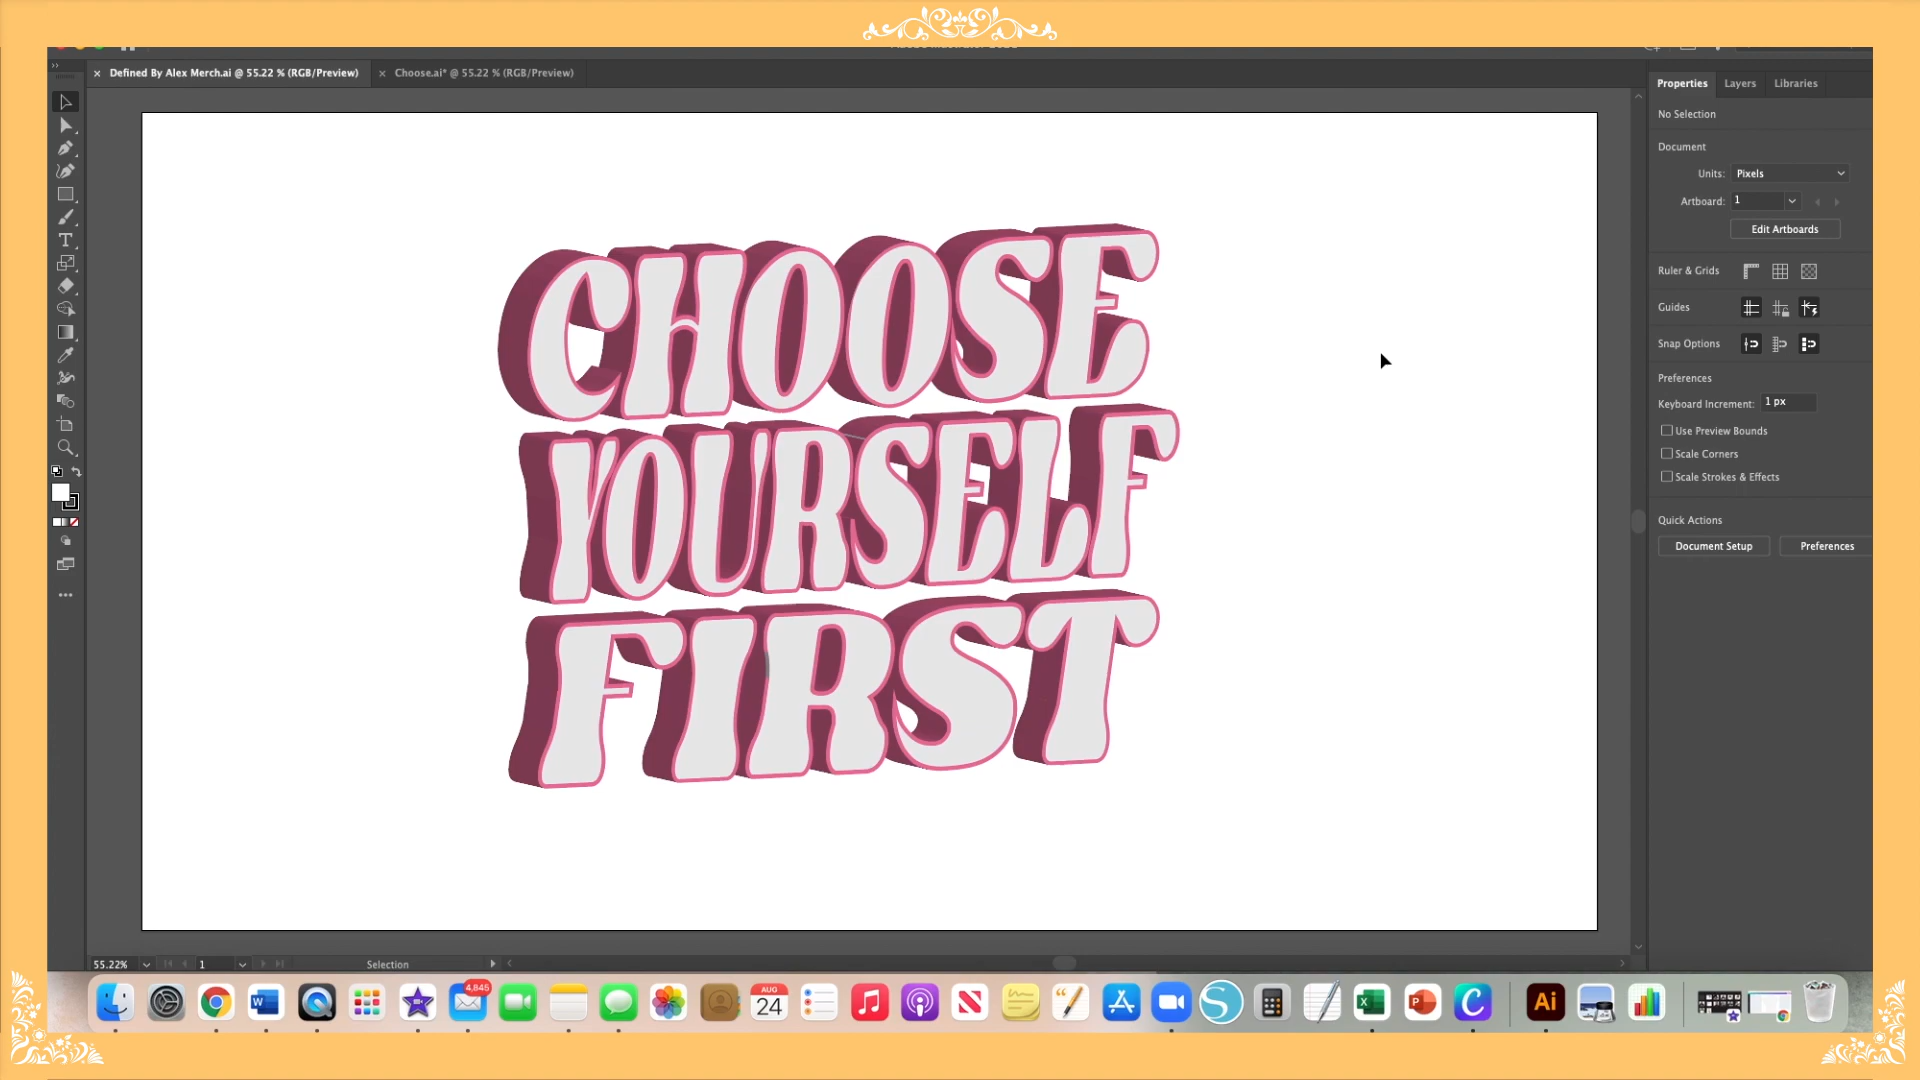 Defined By Alex Merch.ai @ 55.22 % (RGB/Preview)
Choose.ai* @ 55.22 % (RGB/Preview)
Properties
Layers
Libraries
No Selection
Document
Units: Pixels
Artboard: 1
Edit Artboards
Ruler & Grids
Guides
Snap Options
Preferences
Keyboard Increment: 1 px
Use Preview Bounds
Scale Corners
Scale Strokes & Effects
Quick Actions
Document Setup
Preferences
CHOOSE
YOURSELF
FIRST
55.22%
1
Selection
4,845
AUG
24
W
N
S
X
P
C
Ai